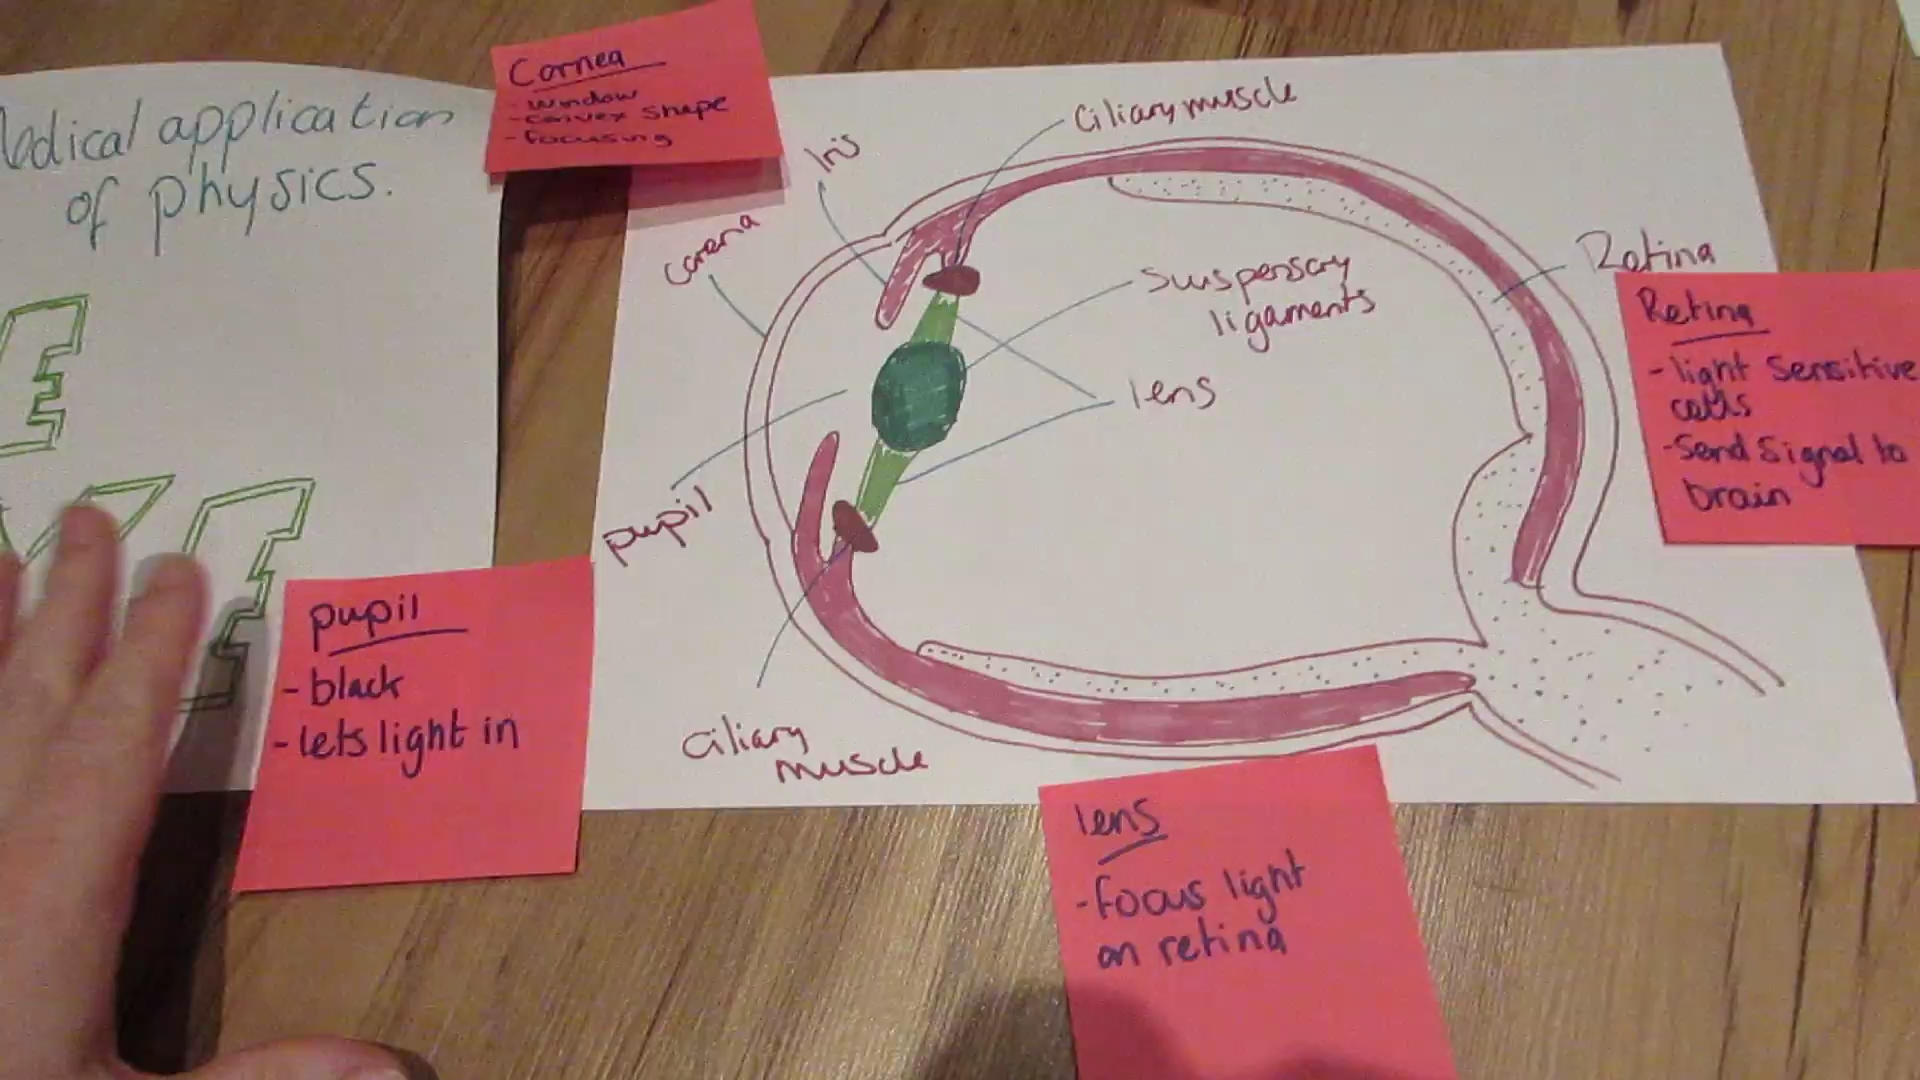 Medical application
of physics.
E
Y E
Cornea
- window
- convex shape
- focusing
Iris
Ciliary muscle
Cornea
Suspensory
ligaments
Retina
lens
pupil
Ciliary
muscle
Retina
- light sensitive
cells
- Send signal to
brain
pupil
- black
- lets light in
lens
- focus light
on retina